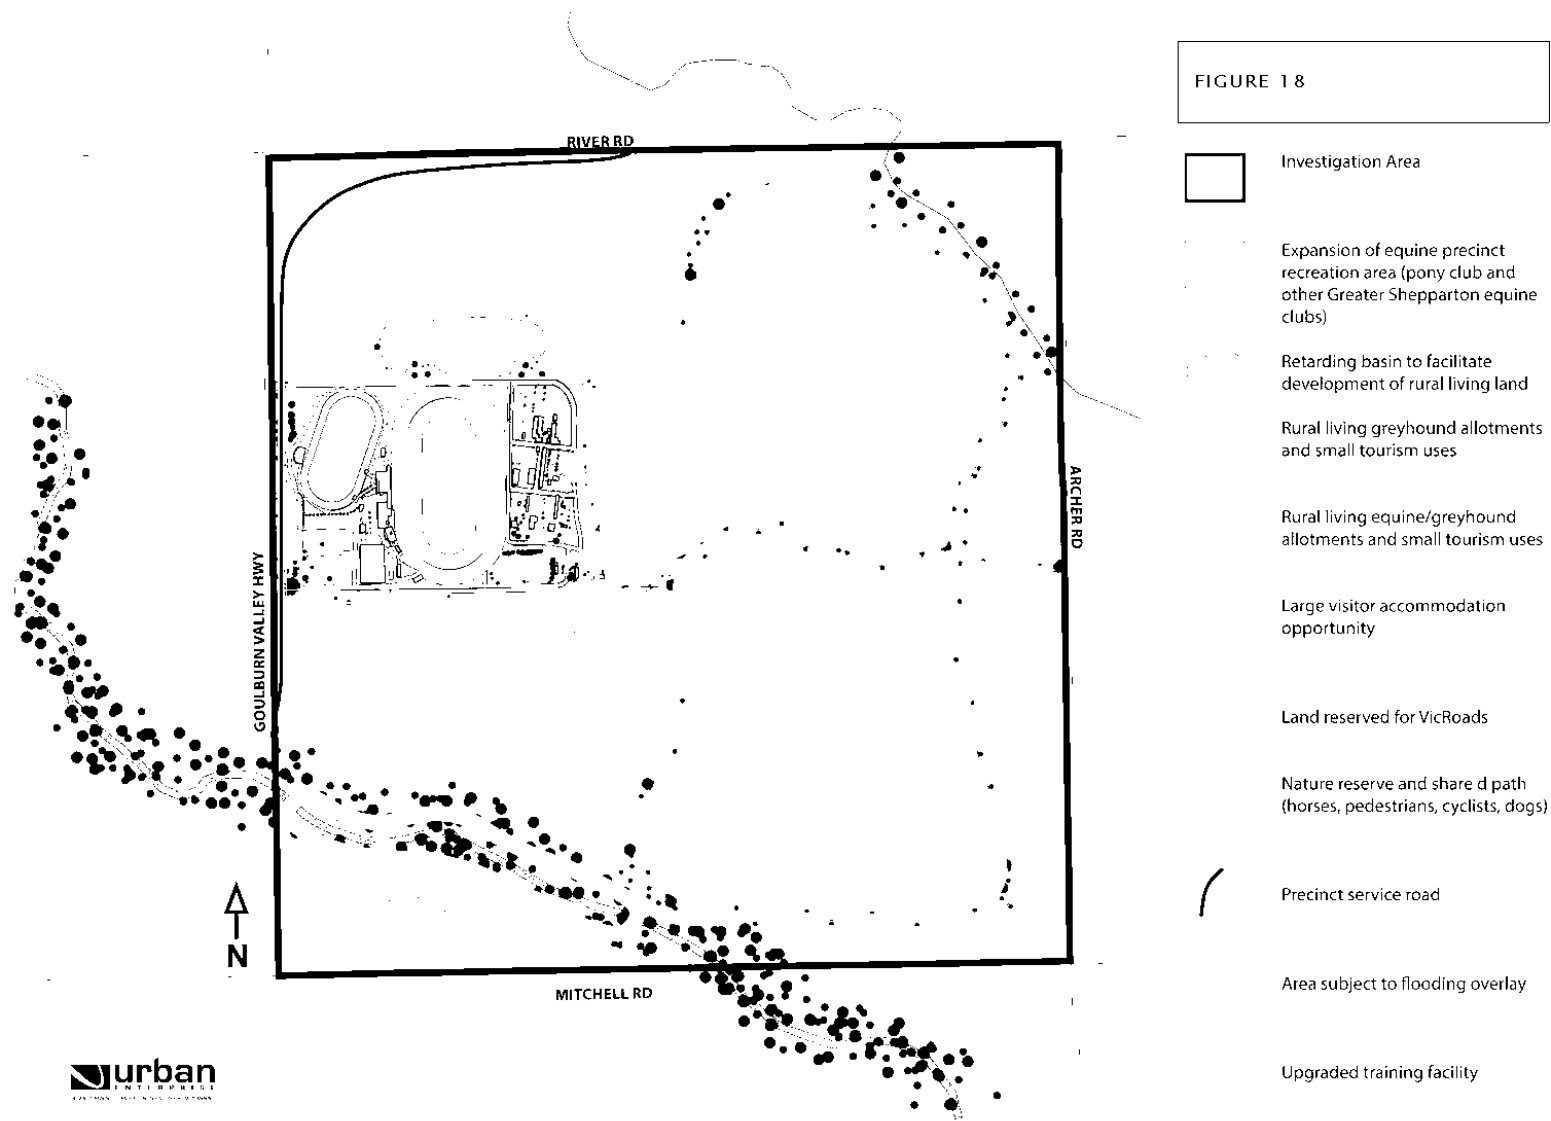 FIGURE 18
RIVER RD
Investigation Area
Expansion of equine precinct
recreation area (pony club and
other Greater Shepparton equine
clubs)
Retarding basin to facilitate
development of rural living land
Rural living greyhound allotments
and small tourism uses
ARCHER RD
Rural living equine/greyhound
allotments and small tourism uses
GOULBURN VALLEY HWY
Large visitor accommodation
opportunity
Land reserved for VicRoads
Nature reserve and share d path
(horses, pedestrians, cyclists, dogs)
Precinct service road
N
MITCHELL RD
Area subject to flooding overlay
urban
ENTERPRISE
Upgraded training facility